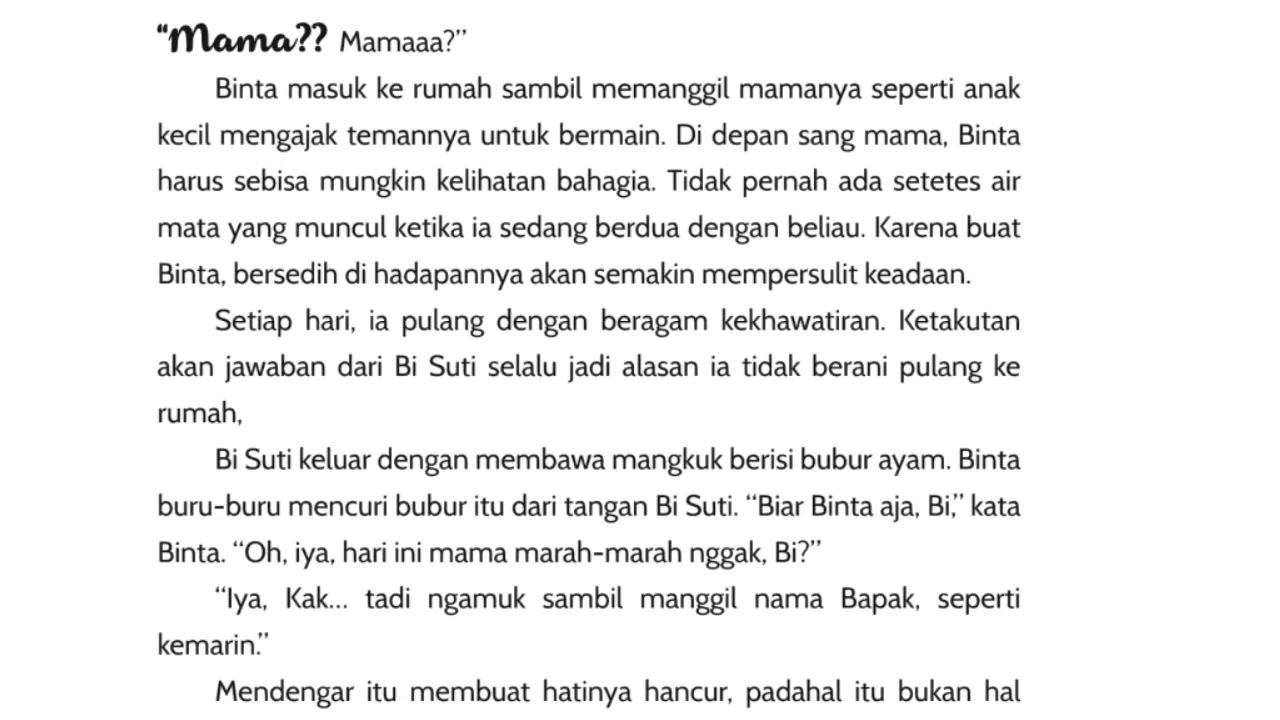 “Mama?? Mamaaa?”
Binta masuk ke rumah sambil memanggil mamanya seperti anak
kecil mengajak temannya untuk bermain. Di depan sang mama, Binta
harus sebisa mungkin kelihatan bahagia. Tidak pernah ada setetes air
mata yang muncul ketika ia sedang berdua dengan beliau. Karena buat
Binta, bersedih di hadapannya akan semakin mempersulit keadaan.
Setiap hari, ia pulang dengan beragam kekhawatiran. Ketakutan
akan jawaban dari Bi Suti selalu jadi alasan ia tidak berani pulang ke
rumah,
Bi Suti keluar dengan membawa mangkuk berisi bubur ayam. Binta
buru-buru mencuri bubur itu dari tangan Bi Suti. “Biar Binta aja, Bi,” kata
Binta. “Oh, iya, hari ini mama marah-marah nggak, Bi?”
“Iya, Kak... tadi ngamuk sambil manggil nama Bapak, seperti
kemarin.”
Mendengar itu membuat hatinya hancur, padahal itu bukan hal